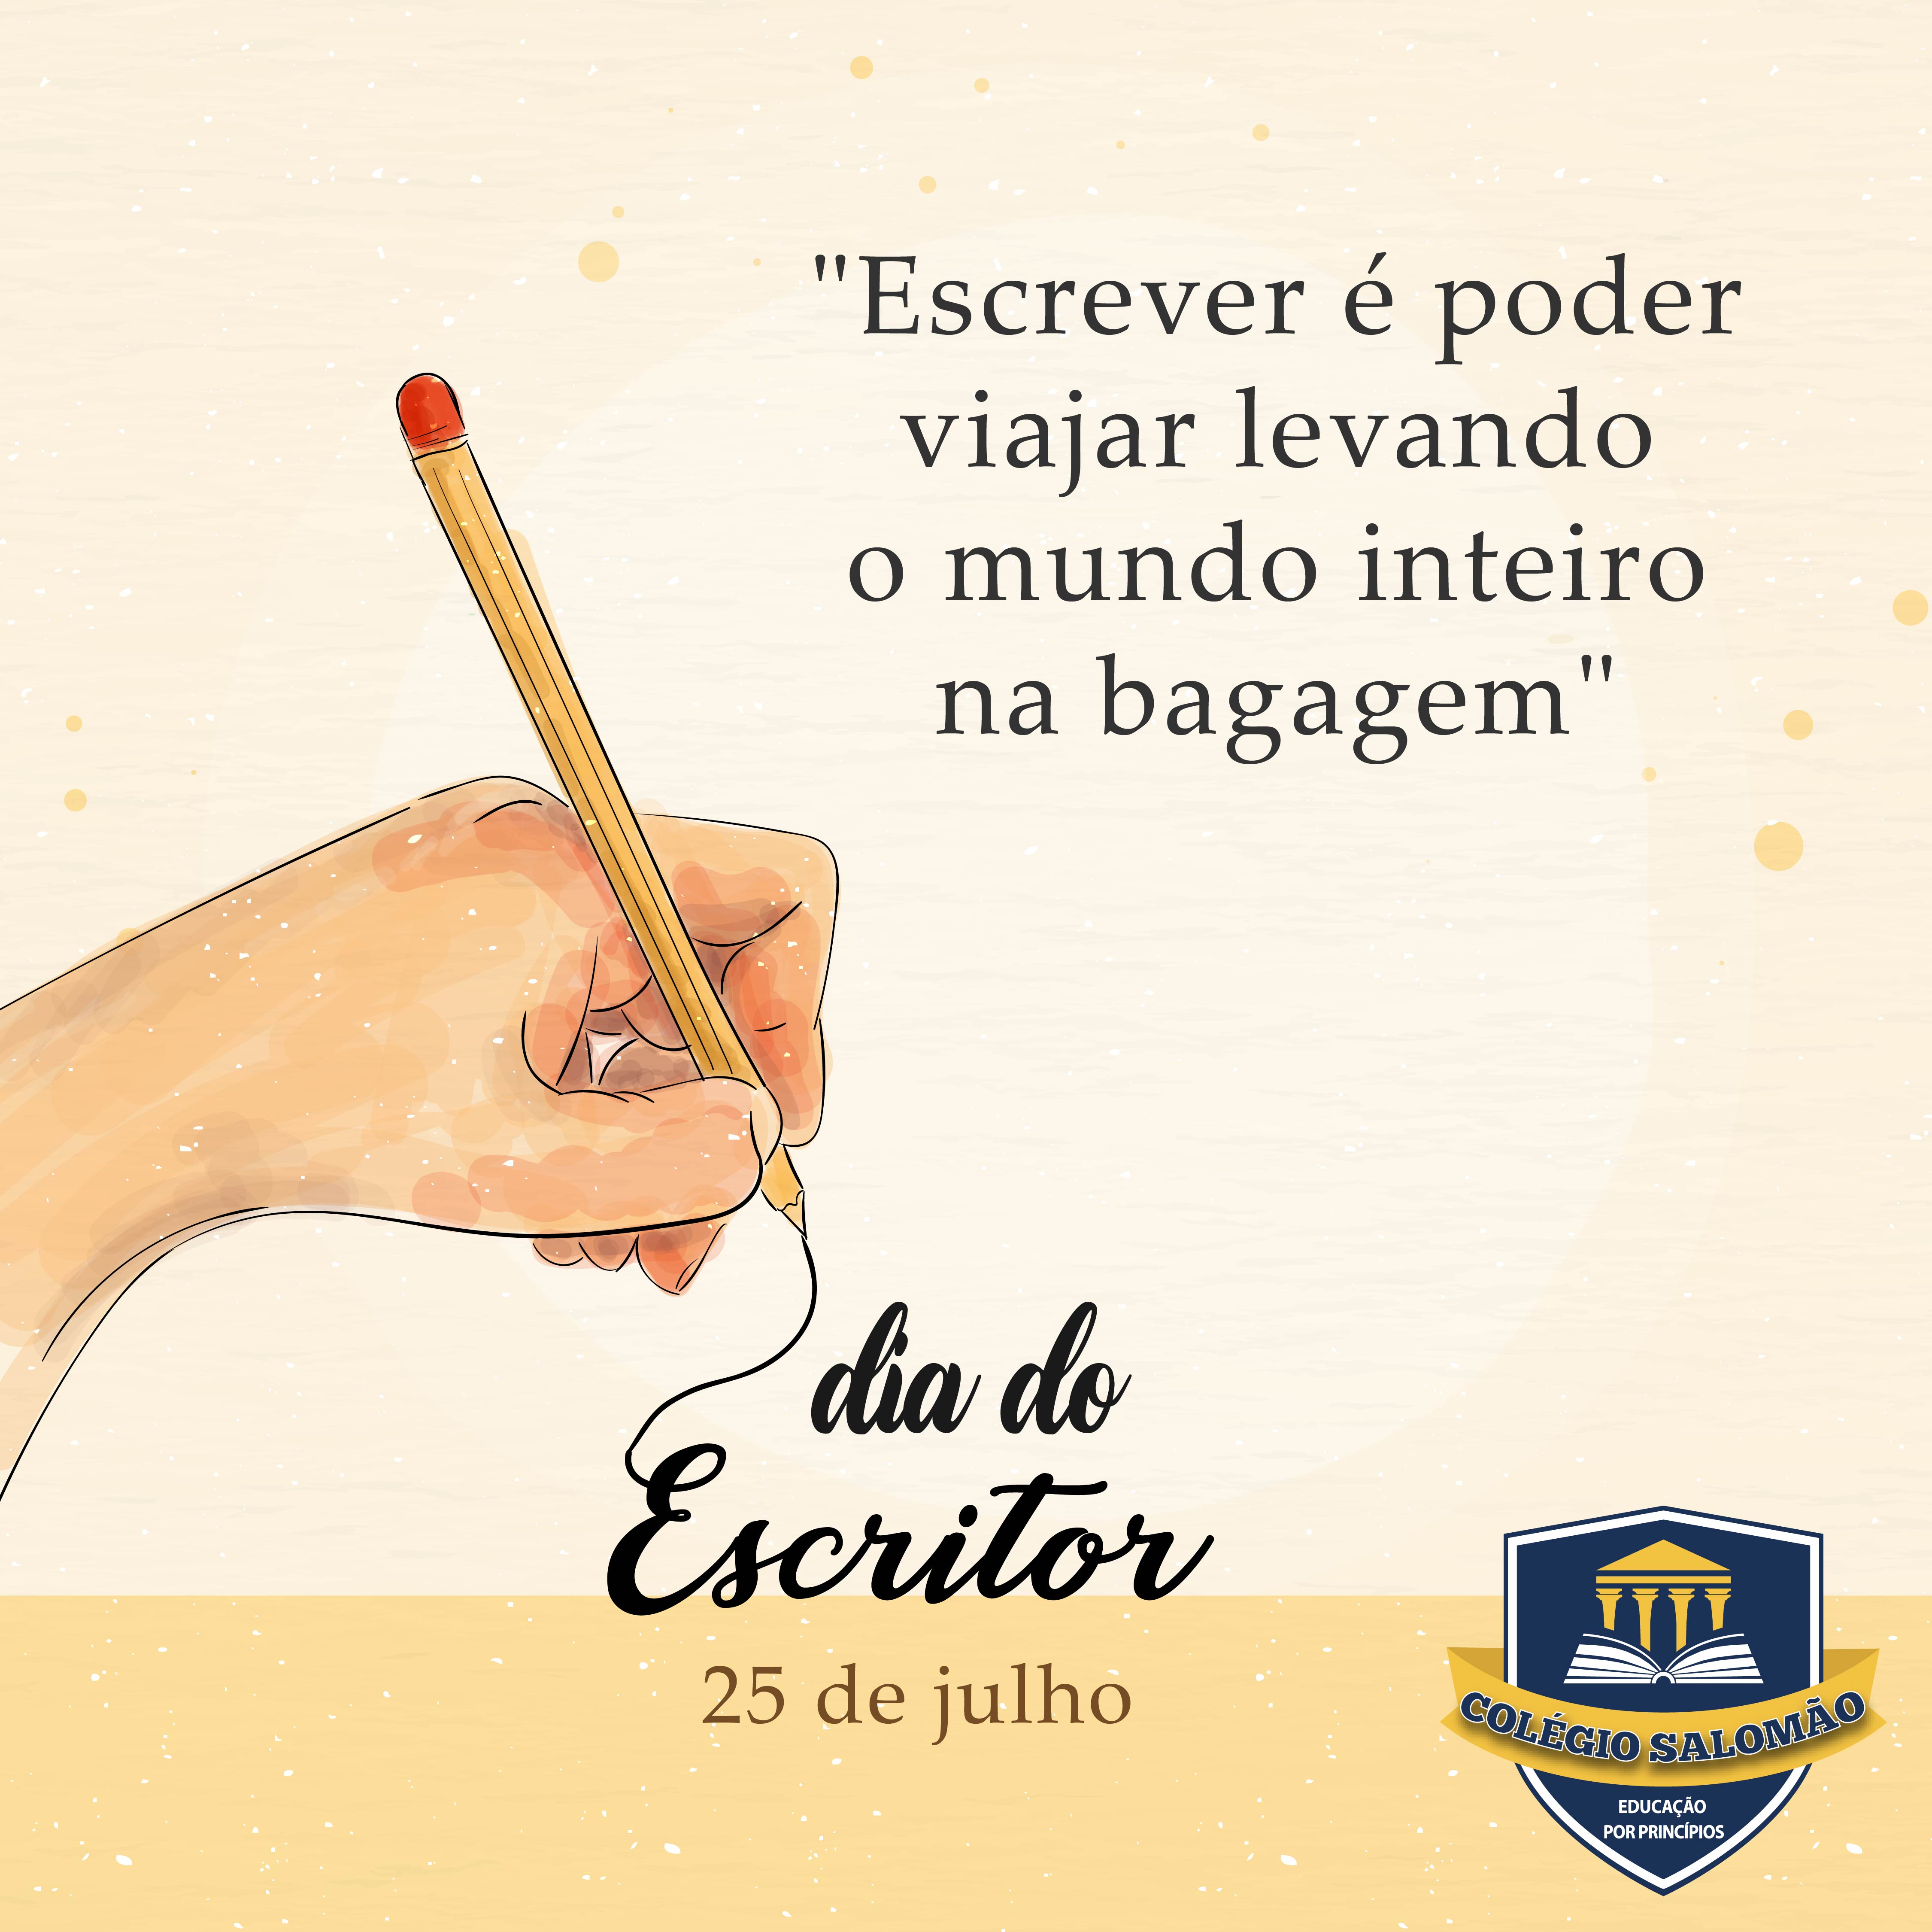 "Escrever é poder
viajar levando
o mundo inteiro
na bagagem"
dia do
Escritor
25 de julho
COLÉGIO SALOMÃO
EDUCAÇÃO
POR PRINCÍPIOS